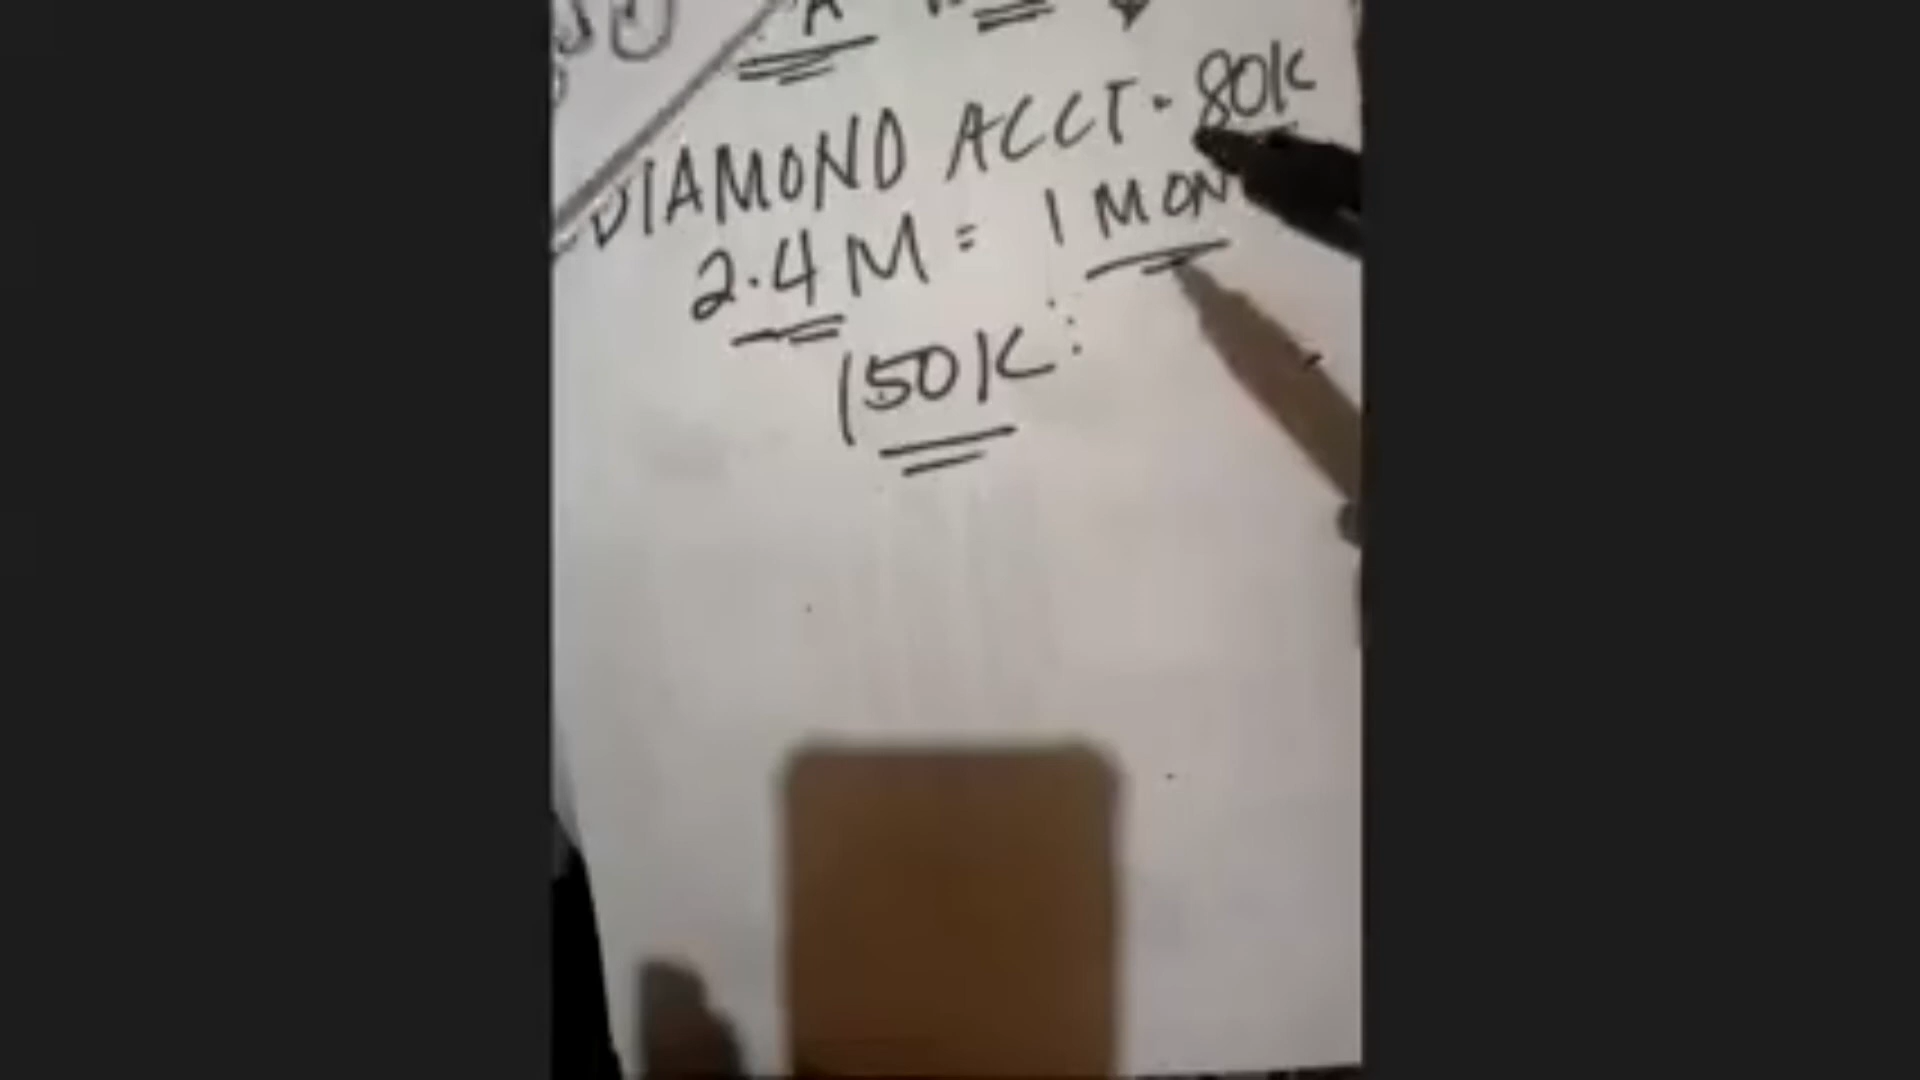 DIAMOND ACCT - 80K
2.4M = 1 MON
150K